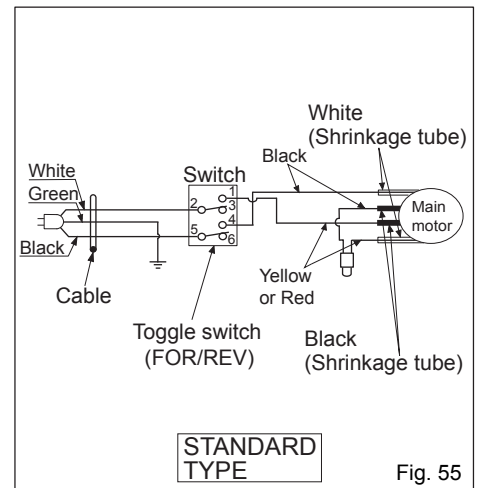 White
(Shrinkage tube)
Black
White
Green
Switch
1
2
3
4
5
6
Main
motor
Black
Cable
Yellow
or Red
Toggle switch
(FOR/REV)
Black
(Shrinkage tube)
STANDARD
TYPE
Fig. 55